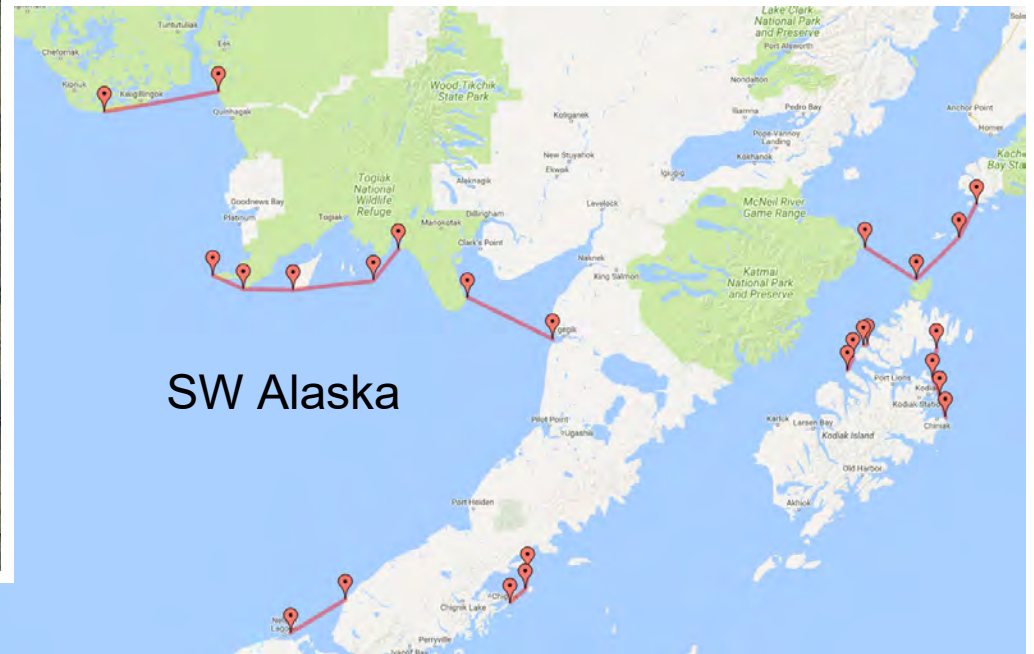 Tuntutuliak
Chefornak
Eek
Kipnuk
Kwigillingok
Quinhagak
Lake Clark
National Park
and Preserve
Port Alsworth
Wood Tikchik
State Park
Nondalton
Koliganek
Iliamna
Pedro Bay
Pope-Vannoy
Landing
Kokhanok
Anchor Point
Homer
New Stuyahok
Ekwok
Igiugig
Togiak
National
Wildlife
Refuge
Aleknagik
Goodnews Bay
Platinum
Togiak
Manokotak
Dillingham
Levelock
McNeil River
Game Range
Clark's Point
Naknek
King Salmon
Katmai
National Park
and Preserve
Egegik
SW Alaska
Port Lions
Kodiak Station
Chiniak
Karluk
Larsen Bay
Kodiak Island
Pilot Point
Ugashik
Old Harbor
Akhiok
Port Heiden
Chignik Lake
Perryville
Ivanof Bay